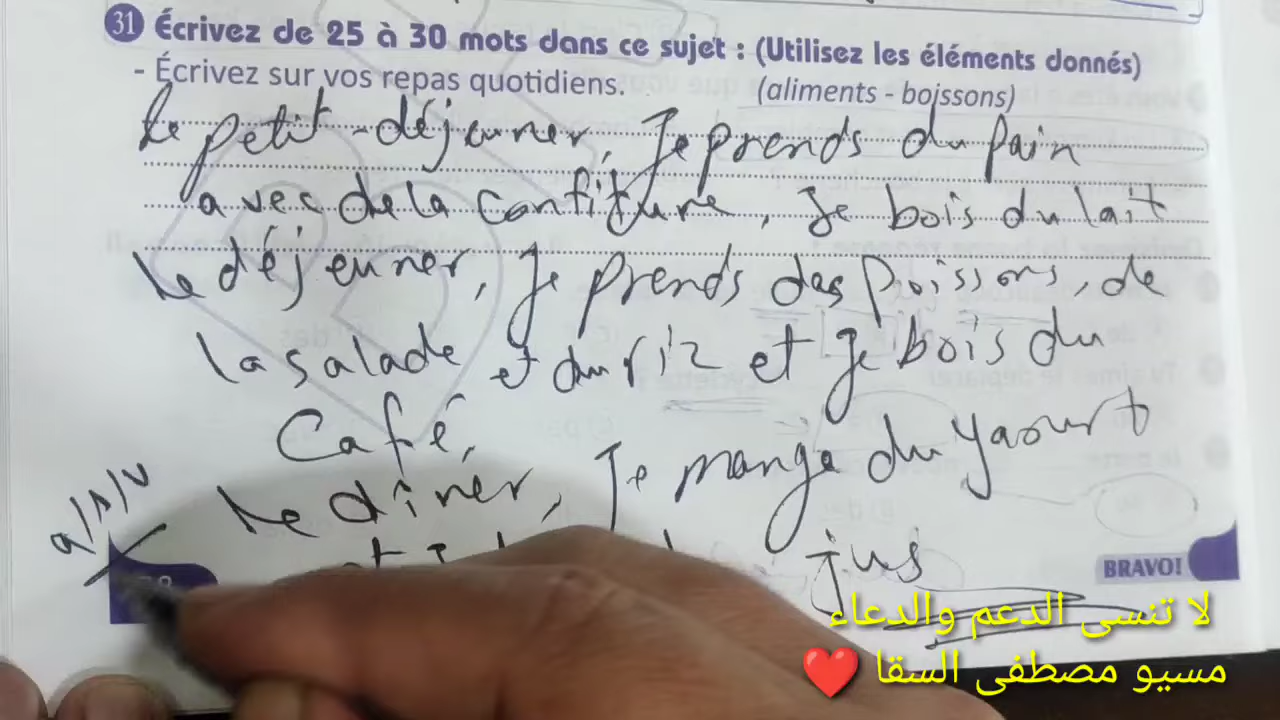 31 Écrivez de 25 à 30 mots dans ce sujet : (Utilisez les éléments donnés)
- Écrivez sur vos repas quotidiens. (aliments - boissons)
Le petit-déjeuner, Je prends du pain
avec de la confiture, Je bois du lait
Le déjeuner, Je prends des poissons, de
la salade et du riz et Je bois du
Café,
Le dîner, Je mange du yaourt
jus
BRAVO!
لا تنسى الدعم والدعاء
مسيو مصطفى السقا ❤️